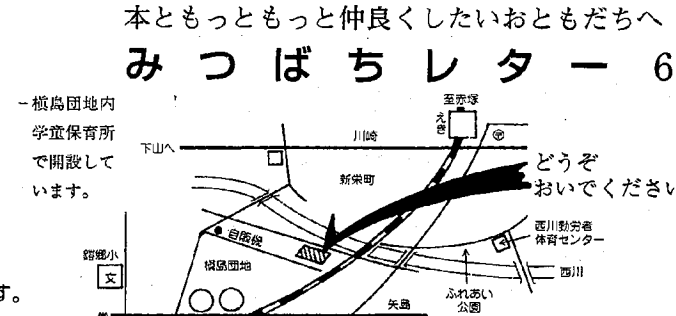 本ともっともっと仲良くしたいおともだちへ
みつばちレター 6
槇島団地内
学童保育所
で開設して
います。
至赤塚
えき
川崎
下山へ
新栄町
どうぞ
おいでくださ
自販機
西川勤労者
体育センター
鎧郷小
文
槇島団地
西川
ふれあい
公園
矢島
す。